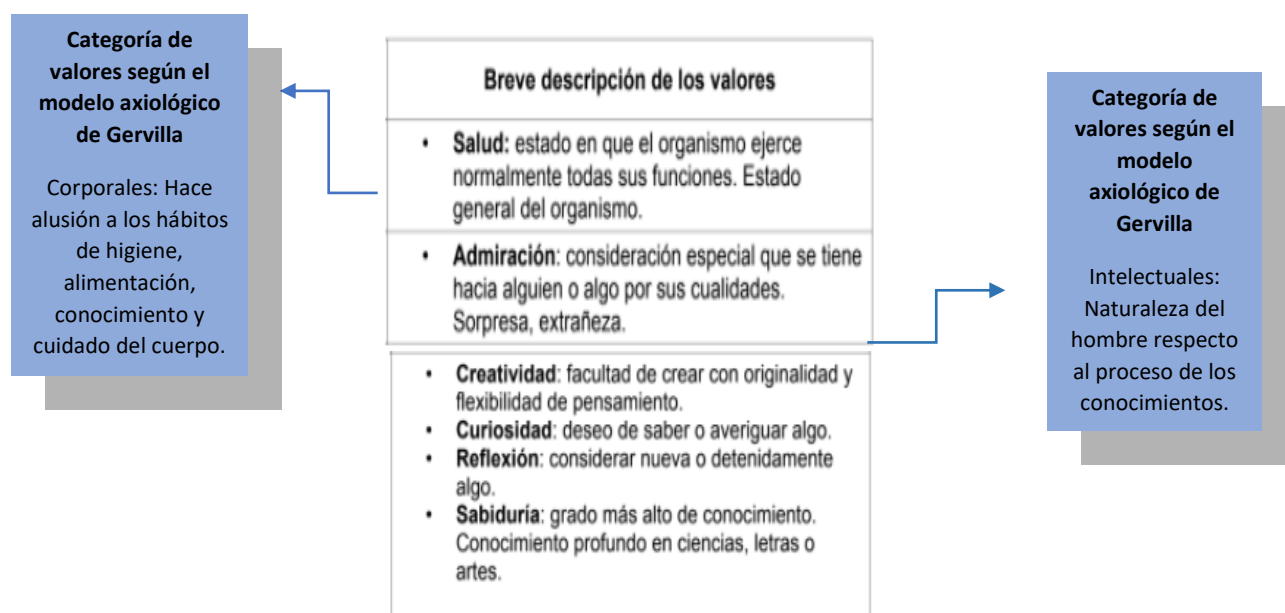 Categoría de
valores según el
modelo axiológico
de Gervilla
Corporales: Hace
alusión a los hábitos
de higiene,
alimentación,
conocimiento y
cuidado del cuerpo.
Breve descripción de los valores
• Salud: estado en que el organismo ejerce
normalmente todas sus funciones. Estado
general del organismo.
• Admiración: consideración especial que se tiene
hacia alguien o algo por sus cualidades.
Sorpresa, extrañeza.
• Creatividad: facultad de crear con originalidad y
flexibilidad de pensamiento.
• Curiosidad: deseo de saber o averiguar algo.
• Reflexión: considerar nueva o detenidamente
algo.
• Sabiduría: grado más alto de conocimiento.
Conocimiento profundo en ciencias, letras o
artes.
Categoría de
valores según el
modelo
axiológico de
Gervilla
Intelectuales:
Naturaleza del
hombre respecto
al proceso de los
conocimientos.